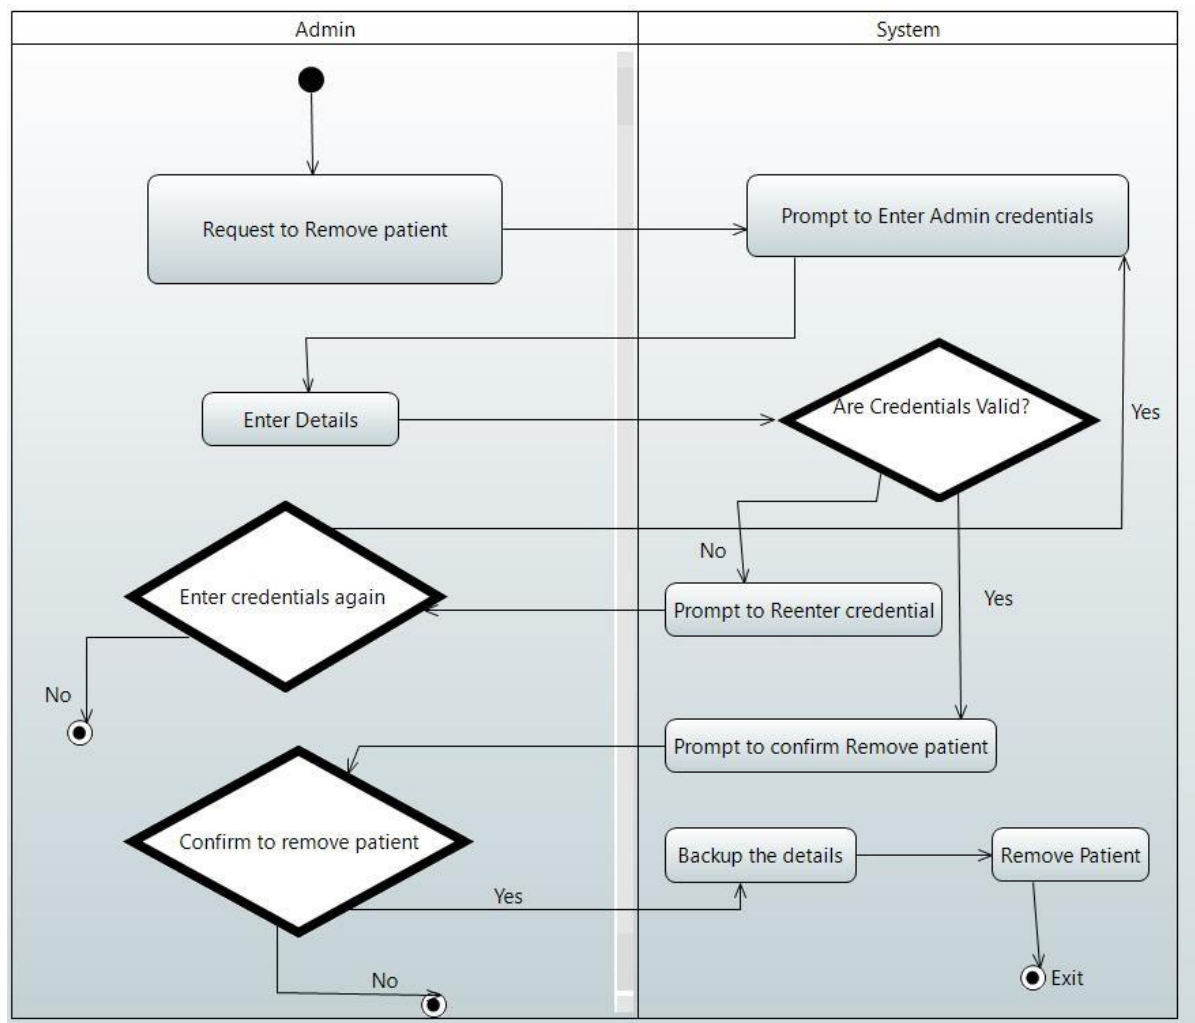 Admin
System
Request to Remove patient
Prompt to Enter Admin credentials
Enter Details
Are Credentials Valid?
Yes
No
Enter credentials again
Prompt to Reenter credential
Yes
No
Prompt to confirm Remove patient
Confirm to remove patient
Backup the details
Remove Patient
Yes
No
Exit